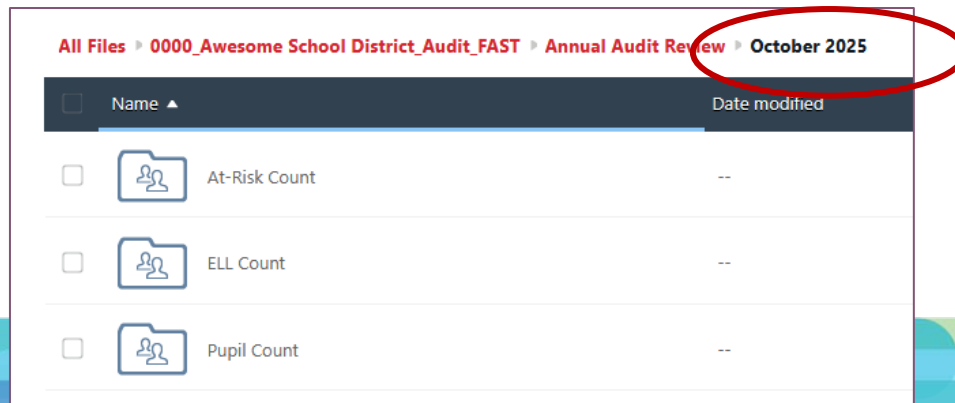 All Files ▸ 0000_Awesome School District_Audit_FAST ▸ Annual Audit Review ▸ October 2025
Name ▲ Date modified
At-Risk Count --
ELL Count --
Pupil Count --